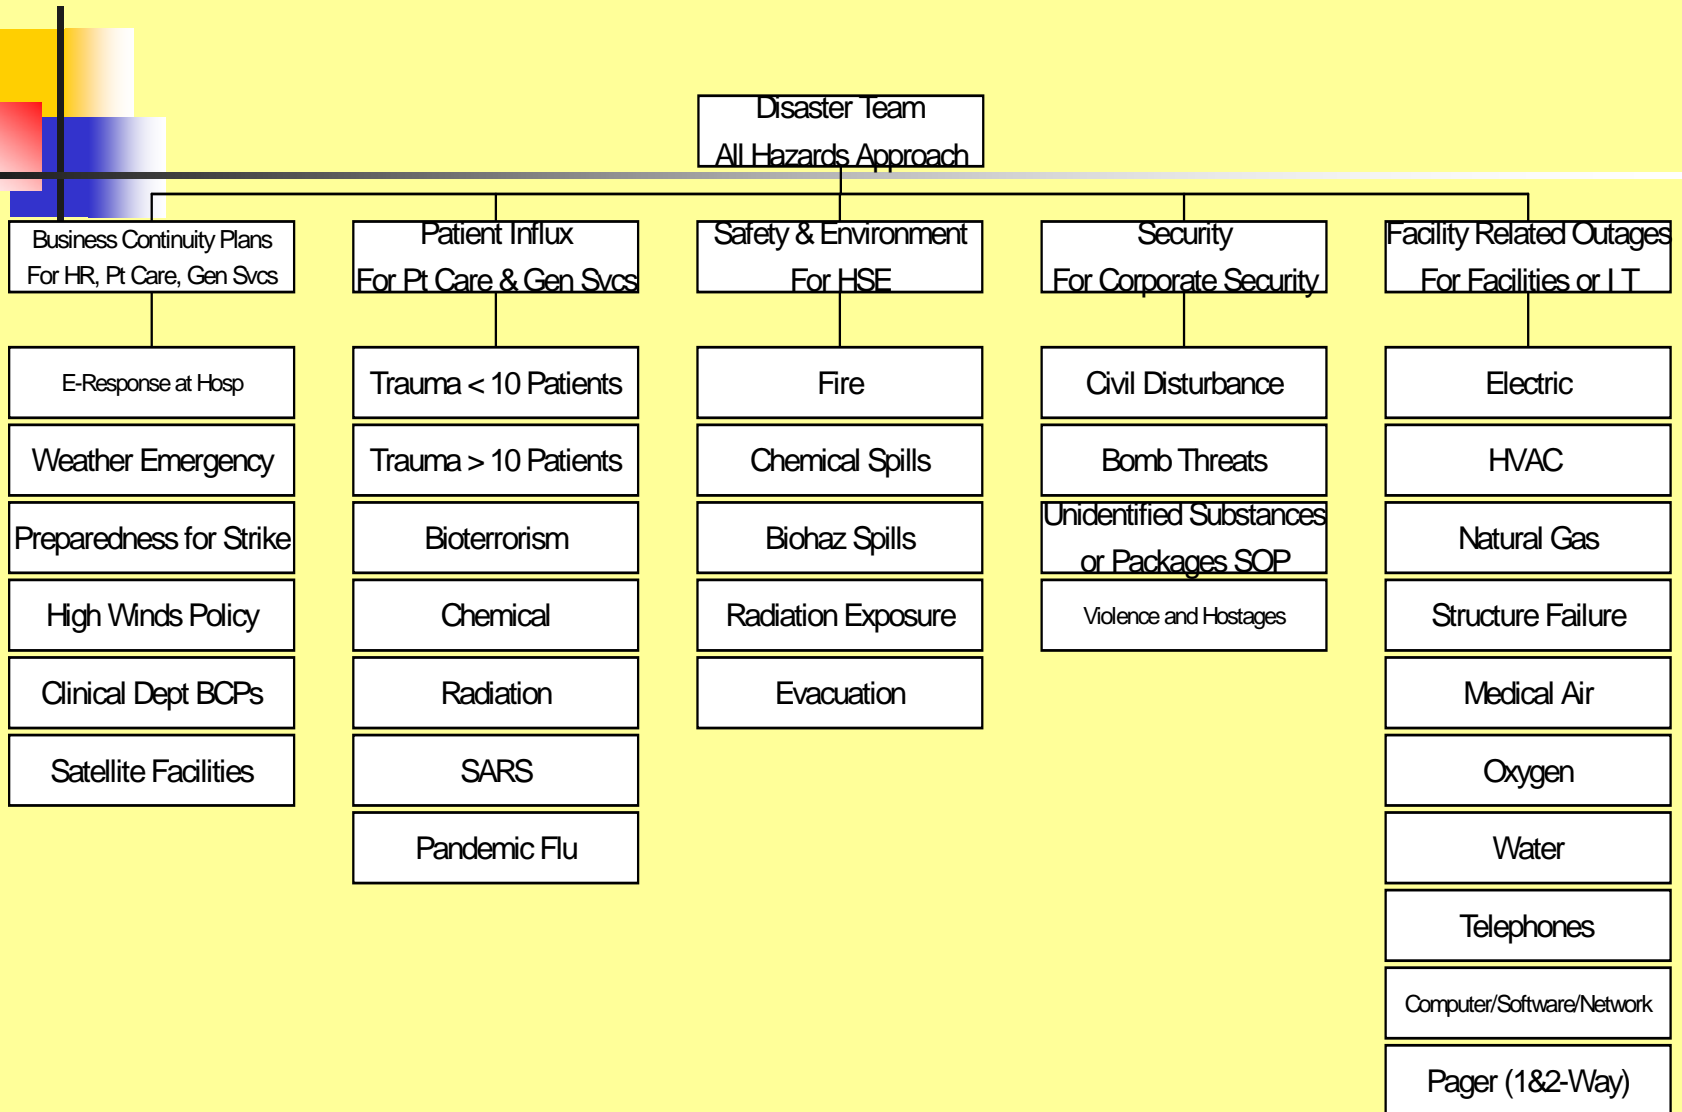 Disaster Team
All Hazards Approach
Business Continuity Plans
For HR, Pt Care, Gen Svcs
E-Response at Hosp
Weather Emergency
Preparedness for Strike
High Winds Policy
Clinical Dept BCPs
Satellite Facilities
Patient Influx
For Pt Care & Gen Svcs
Trauma < 10 Patients
Trauma > 10 Patients
Bioterrorism
Chemical
Radiation
SARS
Pandemic Flu
Safety & Environment
For HSE
Fire
Chemical Spills
Biohaz Spills
Radiation Exposure
Evacuation
Security
For Corporate Security
Civil Disturbance
Bomb Threats
Unidentified Substances
or Packages SOP
Violence and Hostages
Facility Related Outages
For Facilities or I T
Electric
HVAC
Natural Gas
Structure Failure
Medical Air
Oxygen
Water
Telephones
Computer/Software/Network
Pager (1&2-Way)